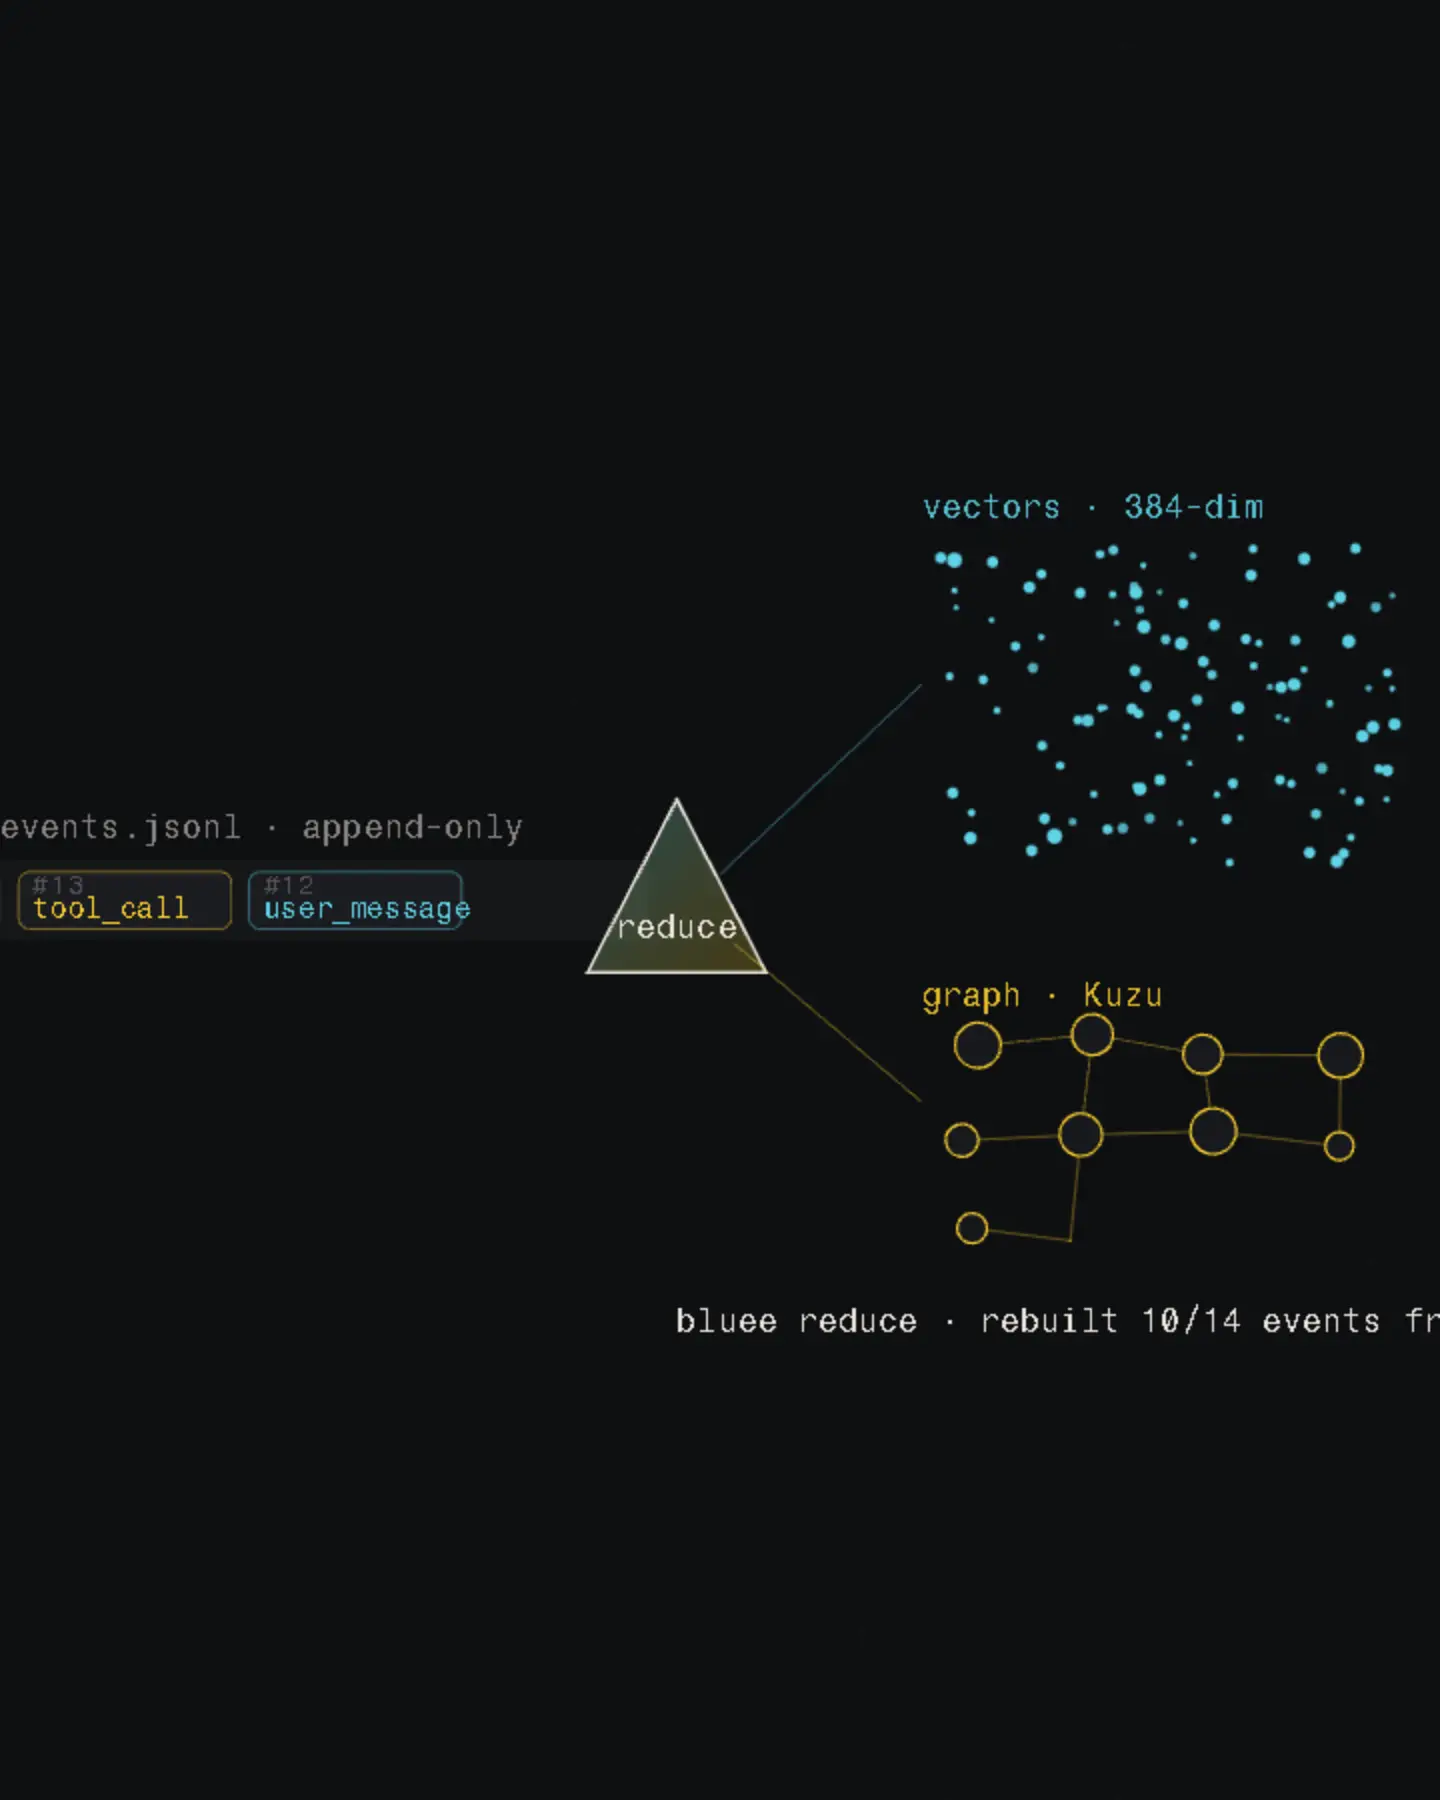 vectors · 384-dim
events.jsonl · append-only
#13
tool_call
#12
user_message
reduce
graph · Kuzu
bluee reduce · rebuilt 10/14 events fr